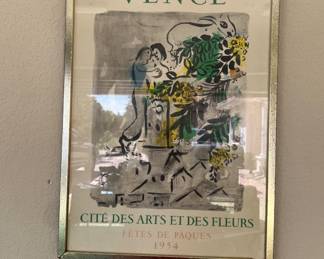 VENCE
CITÉ DES ARTS ET DES FLEURS
FÊTES DE PÂQUES
1954